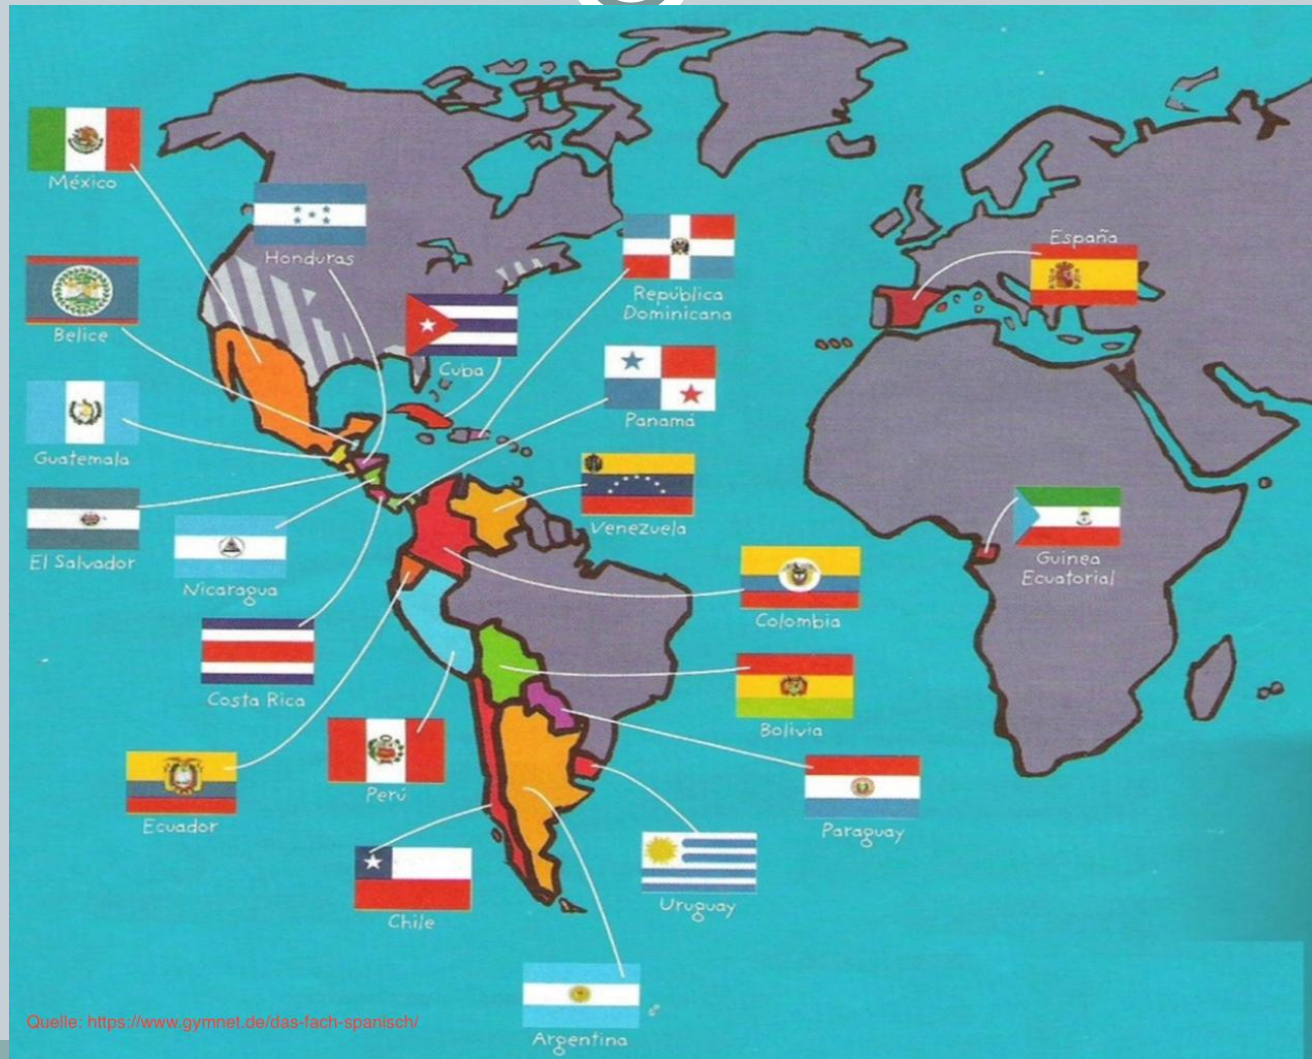 México
Honduras
República
Dominicana
España
Belice
Cuba
Panamá
Guatemala
Venezuela
El Salvador
Nicaragua
Guinea
Ecuatorial
Colombia
Costa Rica
Bolivia
Perú
Ecuador
Paraguay
Chile
Uruguay
Argentina
Quelle: https://www.gymnet.de/das-fach-spanisch/